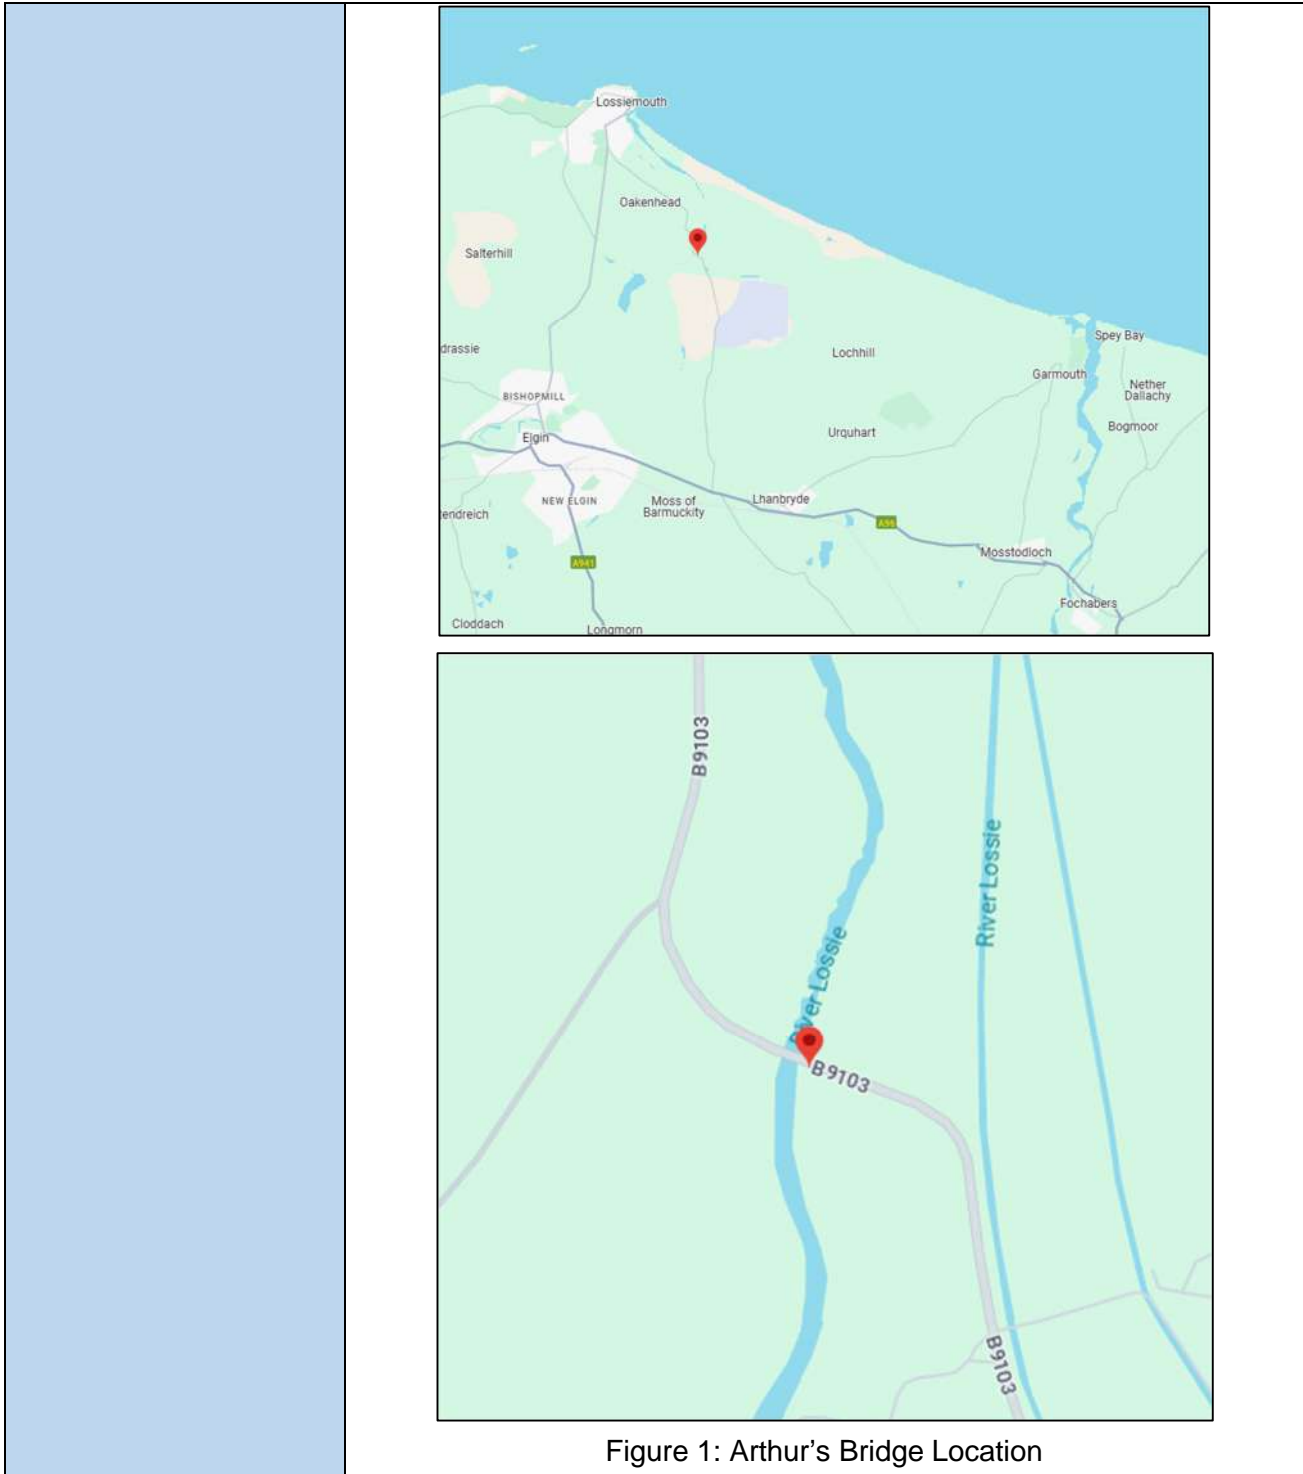 Lossiemouth
Oakenhead
Salterhill
drassie
Lochhill
Spey Bay
Garmouth
Nether
Dallachy
BISHOPMILL
Bogmoor
Elgin
Urquhart
NEW ELGIN
Moss of
Barmuckity
Lhanbryde
endreich
A96
Mosstodloch
A941
Fochabers
Cloddach
Longmorn
B9103
River Lossie
River Lossie
B9103
B9103
Figure 1: Arthur’s Bridge Location